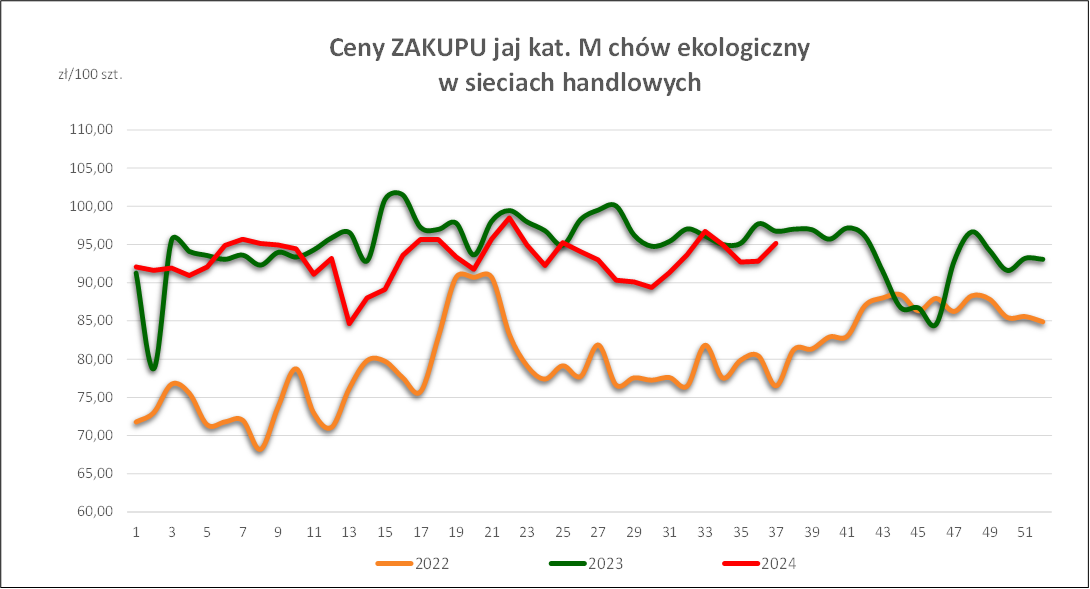 Ceny ZAKUPU jaj kat. M chów ekologiczny
w sieciach handlowych
zł/100 szt.
110,00
105,00
100,00
95,00
90,00
85,00
80,00
75,00
70,00
65,00
60,00
1 3 5 7 9 11 13 15 17 19 21 23 25 27 29 31 33 35 37 39 41 43 45 47 49 51
2022 2023 2024